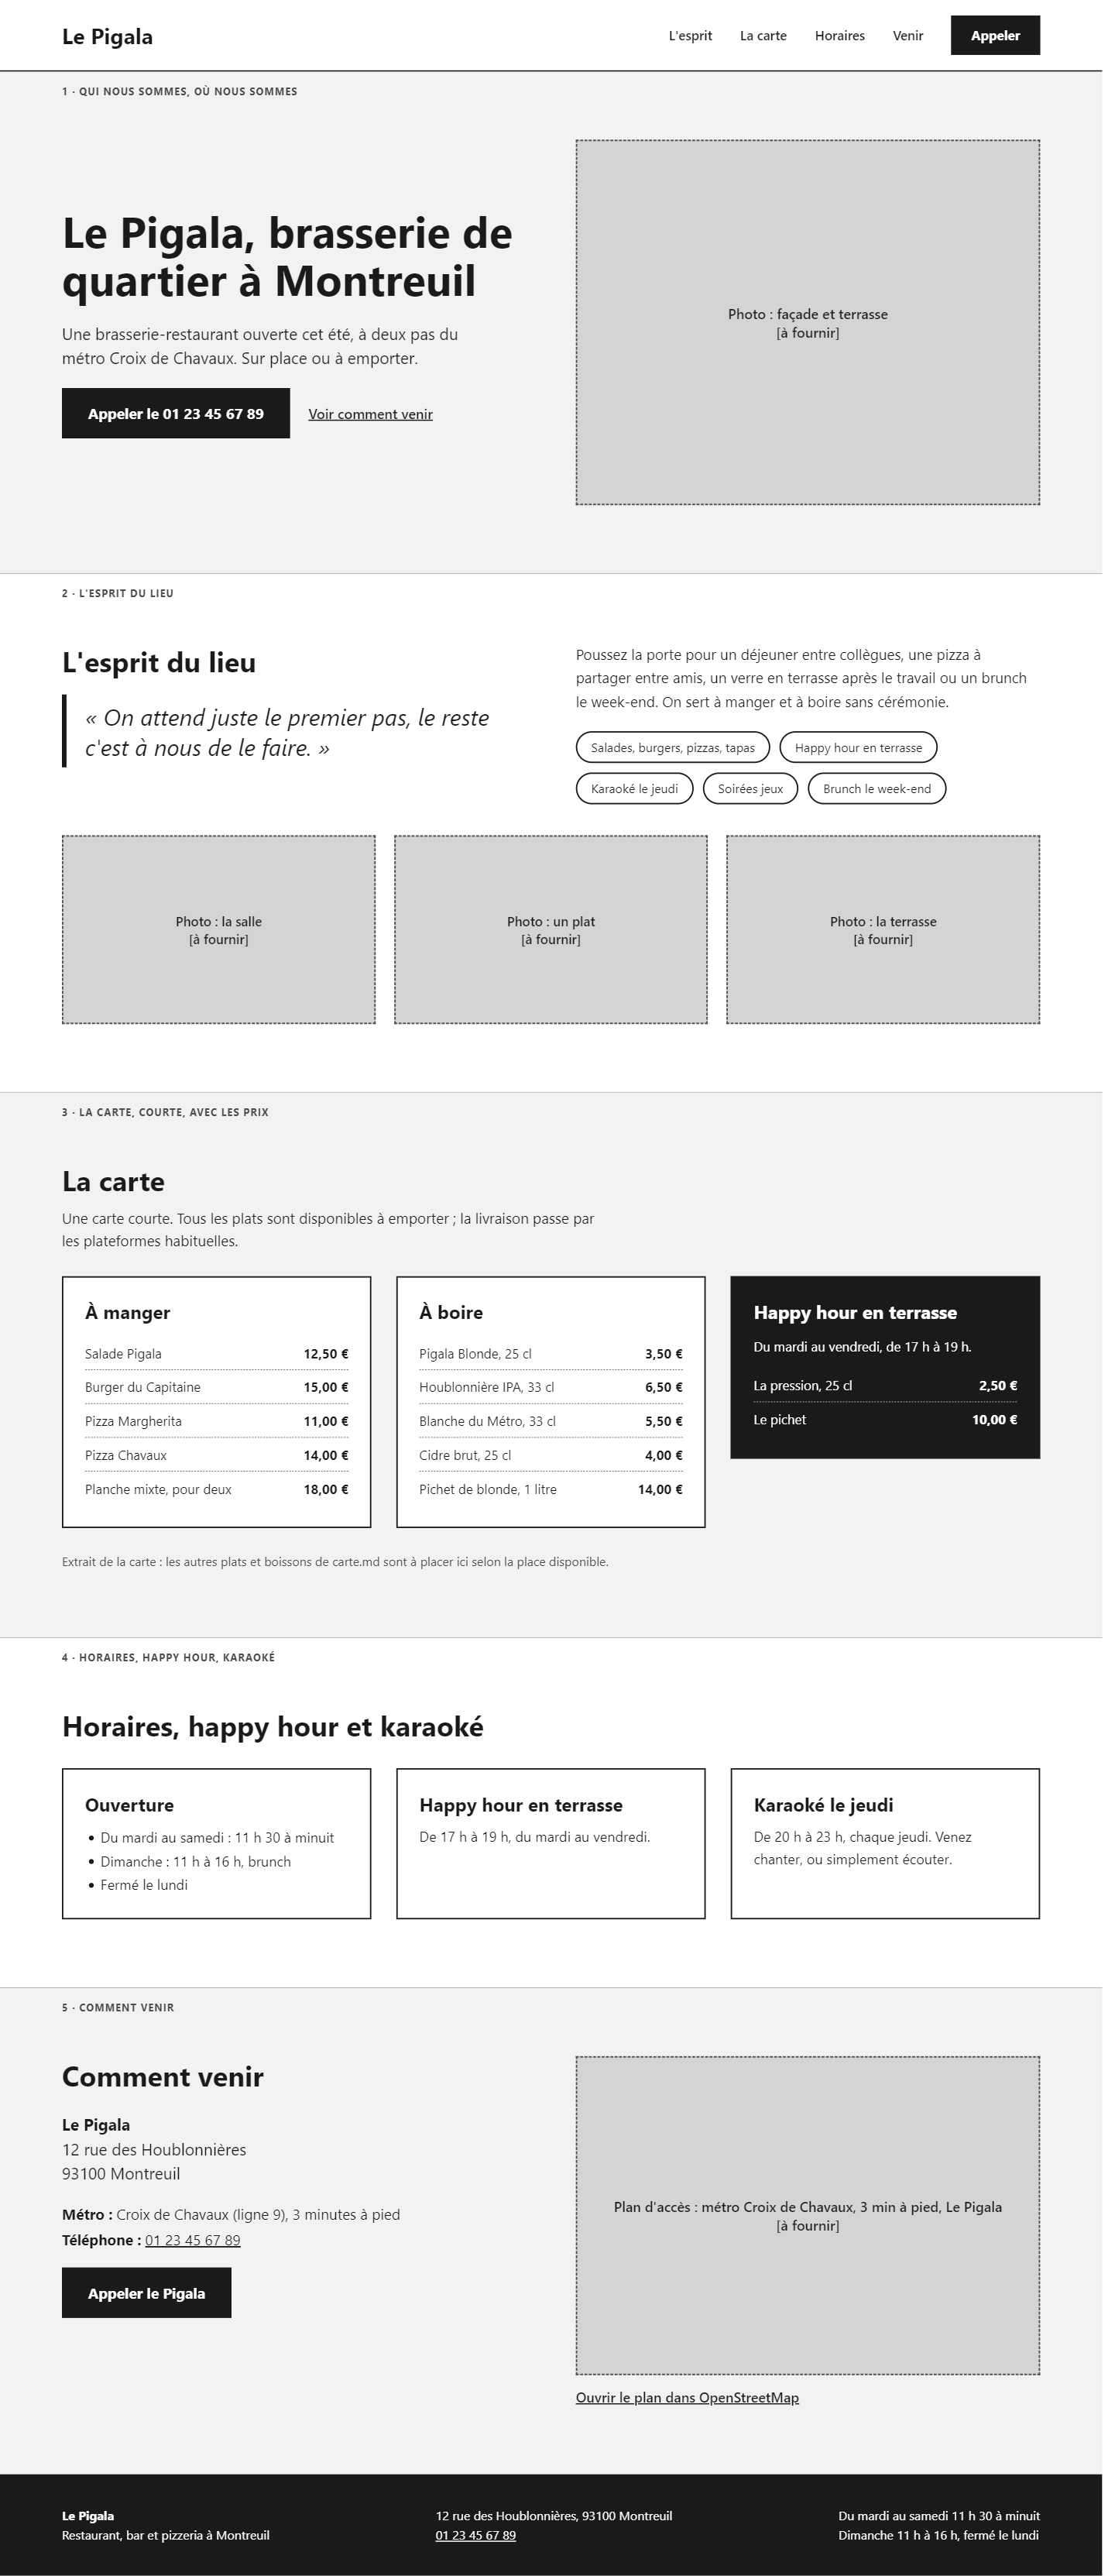 Le Pigala
L'esprit
La carte
Horaires
Venir
Appeler
1 · QUI NOUS SOMMES, OÙ NOUS SOMMES
Le Pigala, brasserie de
quartier à Montreuil
Une brasserie-restaurant ouverte cet été, à deux pas du
métro Croix de Chavaux. Sur place ou à emporter.
Appeler le 01 23 45 67 89
Voir comment venir
Photo : façade et terrasse
[à fournir]
2 · L'ESPRIT DU LIEU
L'esprit du lieu
« On attend juste le premier pas, le reste
c'est à nous de le faire. »
Poussez la porte pour un déjeuner entre collègues, une pizza à
partager entre amis, un verre en terrasse après le travail ou un brunch
le week-end. On sert à manger et à boire sans cérémonie.
Salades, burgers, pizzas, tapas
Happy hour en terrasse
Karaoké le jeudi
Soirées jeux
Brunch le week-end
Photo : la salle
[à fournir]
Photo : un plat
[à fournir]
Photo : la terrasse
[à fournir]
3 · LA CARTE, COURTE, AVEC LES PRIX
La carte
Une carte courte. Tous les plats sont disponibles à emporter ; la livraison passe par
les plateformes habituelles.
À manger
Salade Pigala 12,50 €
Burger du Capitaine 15,00 €
Pizza Margherita 11,00 €
Pizza Chavaux 14,00 €
Planche mixte, pour deux 18,00 €
À boire
Pigala Blonde, 25 cl 3,50 €
Houblonnière IPA, 33 cl 6,50 €
Blanche du Métro, 33 cl 5,50 €
Cidre brut, 25 cl 4,00 €
Pichet de blonde, 1 litre 14,00 €
Happy hour en terrasse
Du mardi au vendredi, de 17 h à 19 h.
La pression, 25 cl 2,50 €
Le pichet 10,00 €
Extrait de la carte : les autres plats et boissons de carte.md sont à placer ici selon la place disponible.
4 · HORAIRES, HAPPY HOUR, KARAOKÉ
Horaires, happy hour et karaoké
Ouverture
• Du mardi au samedi : 11 h 30 à minuit
• Dimanche : 11 h à 16 h, brunch
• Fermé le lundi
Happy hour en terrasse
De 17 h à 19 h, du mardi au vendredi.
Karaoké le jeudi
De 20 h à 23 h, chaque jeudi. Venez
chanter, ou simplement écouter.
5 · COMMENT VENIR
Comment venir
Le Pigala
12 rue des Houblonnières
93100 Montreuil
Métro : Croix de Chavaux (ligne 9), 3 minutes à pied
Téléphone : 01 23 45 67 89
Appeler le Pigala
Plan d'accès : métro Croix de Chavaux, 3 min à pied, Le Pigala
[à fournir]
Ouvrir le plan dans OpenStreetMap
Le Pigala
Restaurant, bar et pizzeria à Montreuil
12 rue des Houblonnières, 93100 Montreuil
01 23 45 67 89
Du mardi au samedi 11 h 30 à minuit
Dimanche 11 h à 16 h, fermé le lundi